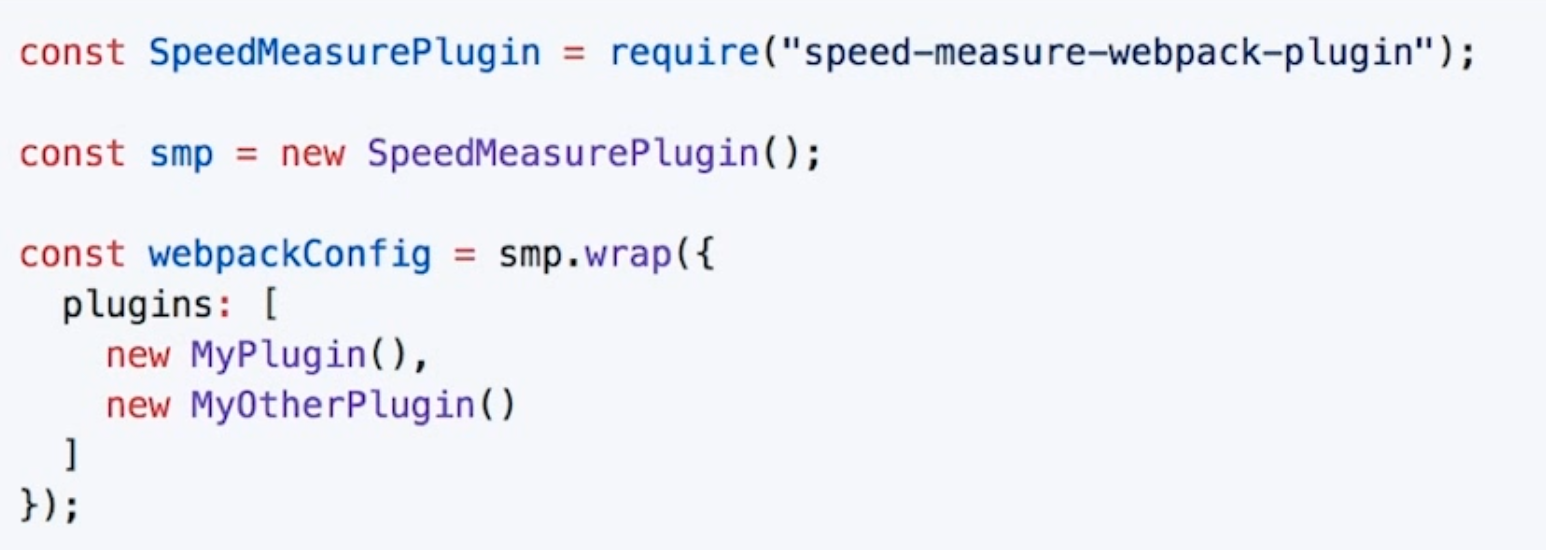 const SpeedMeasurePlugin = require("speed-measure-webpack-plugin");
const smp = new SpeedMeasurePlugin();
const webpackConfig = smp.wrap({
  plugins: [
    new MyPlugin(),
    new MyOtherPlugin()
  ]
});